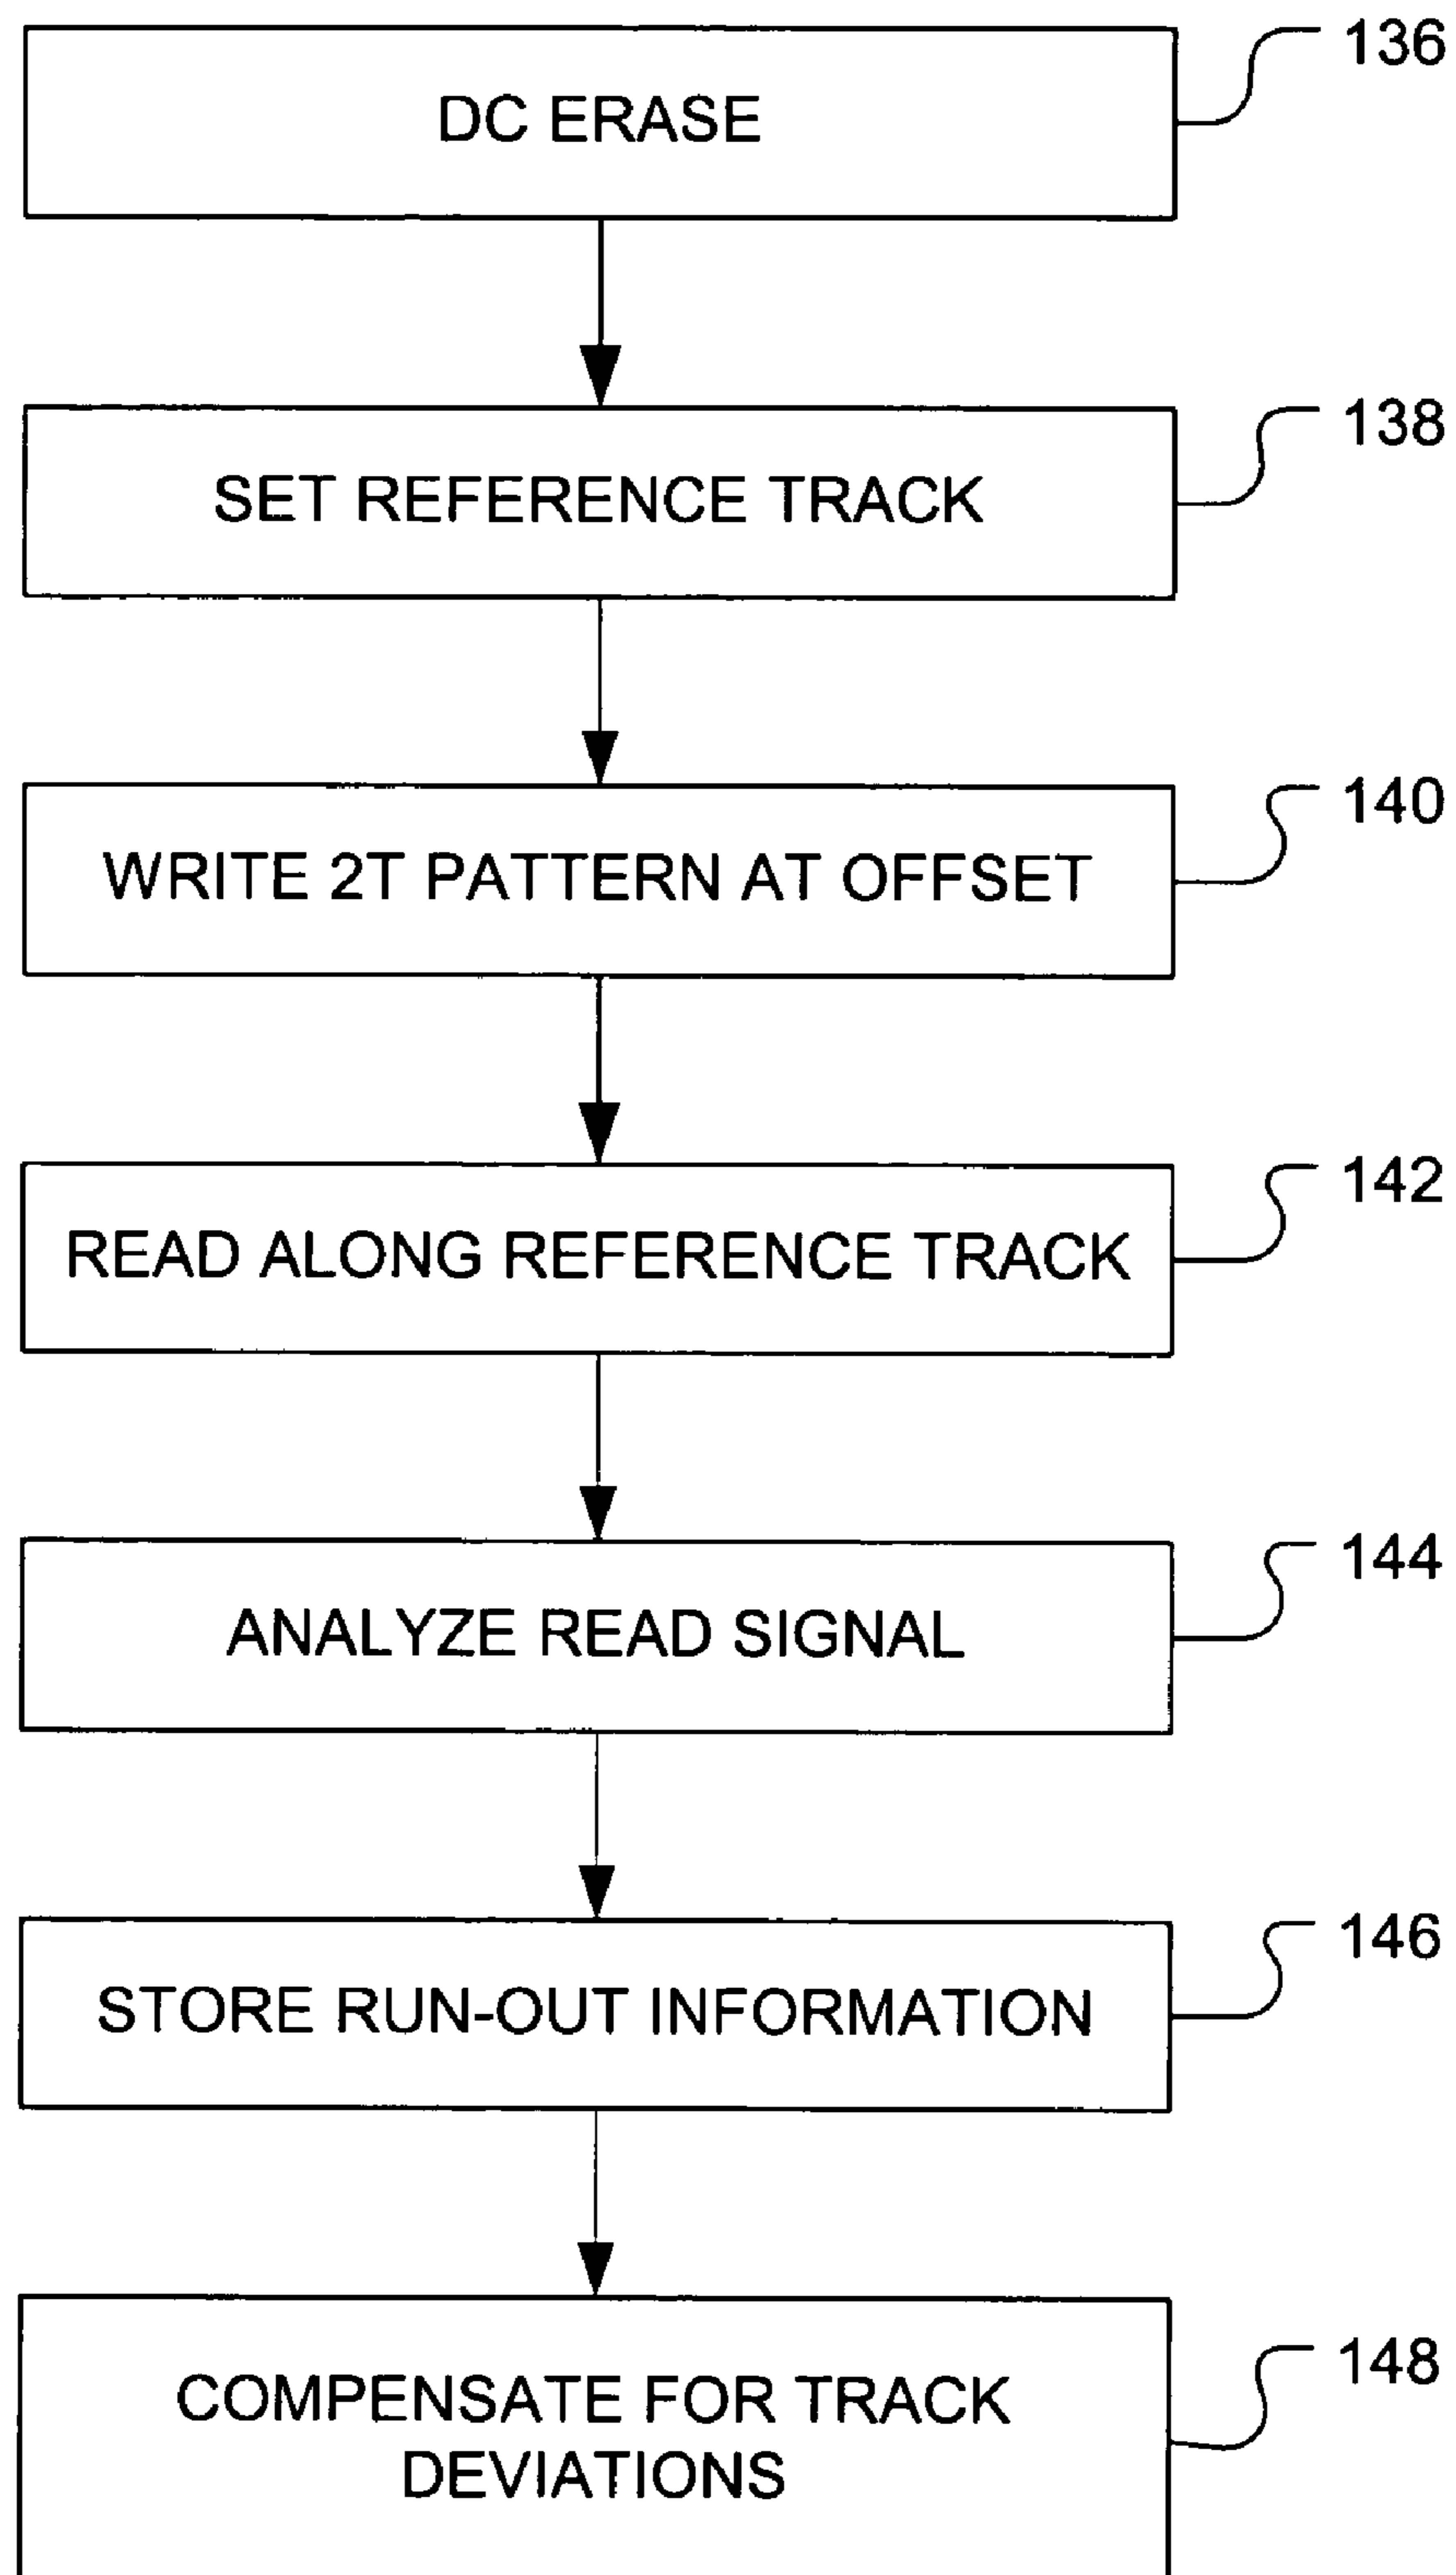 136
DC ERASE
138
SET REFERENCE TRACK
140
WRITE 2T PATTERN AT OFFSET
142
READ ALONG REFERENCE TRACK
144
ANALYZE READ SIGNAL
146
STORE RUN-OUT INFORMATION
148
COMPENSATE FOR TRACK
DEVIATIONS